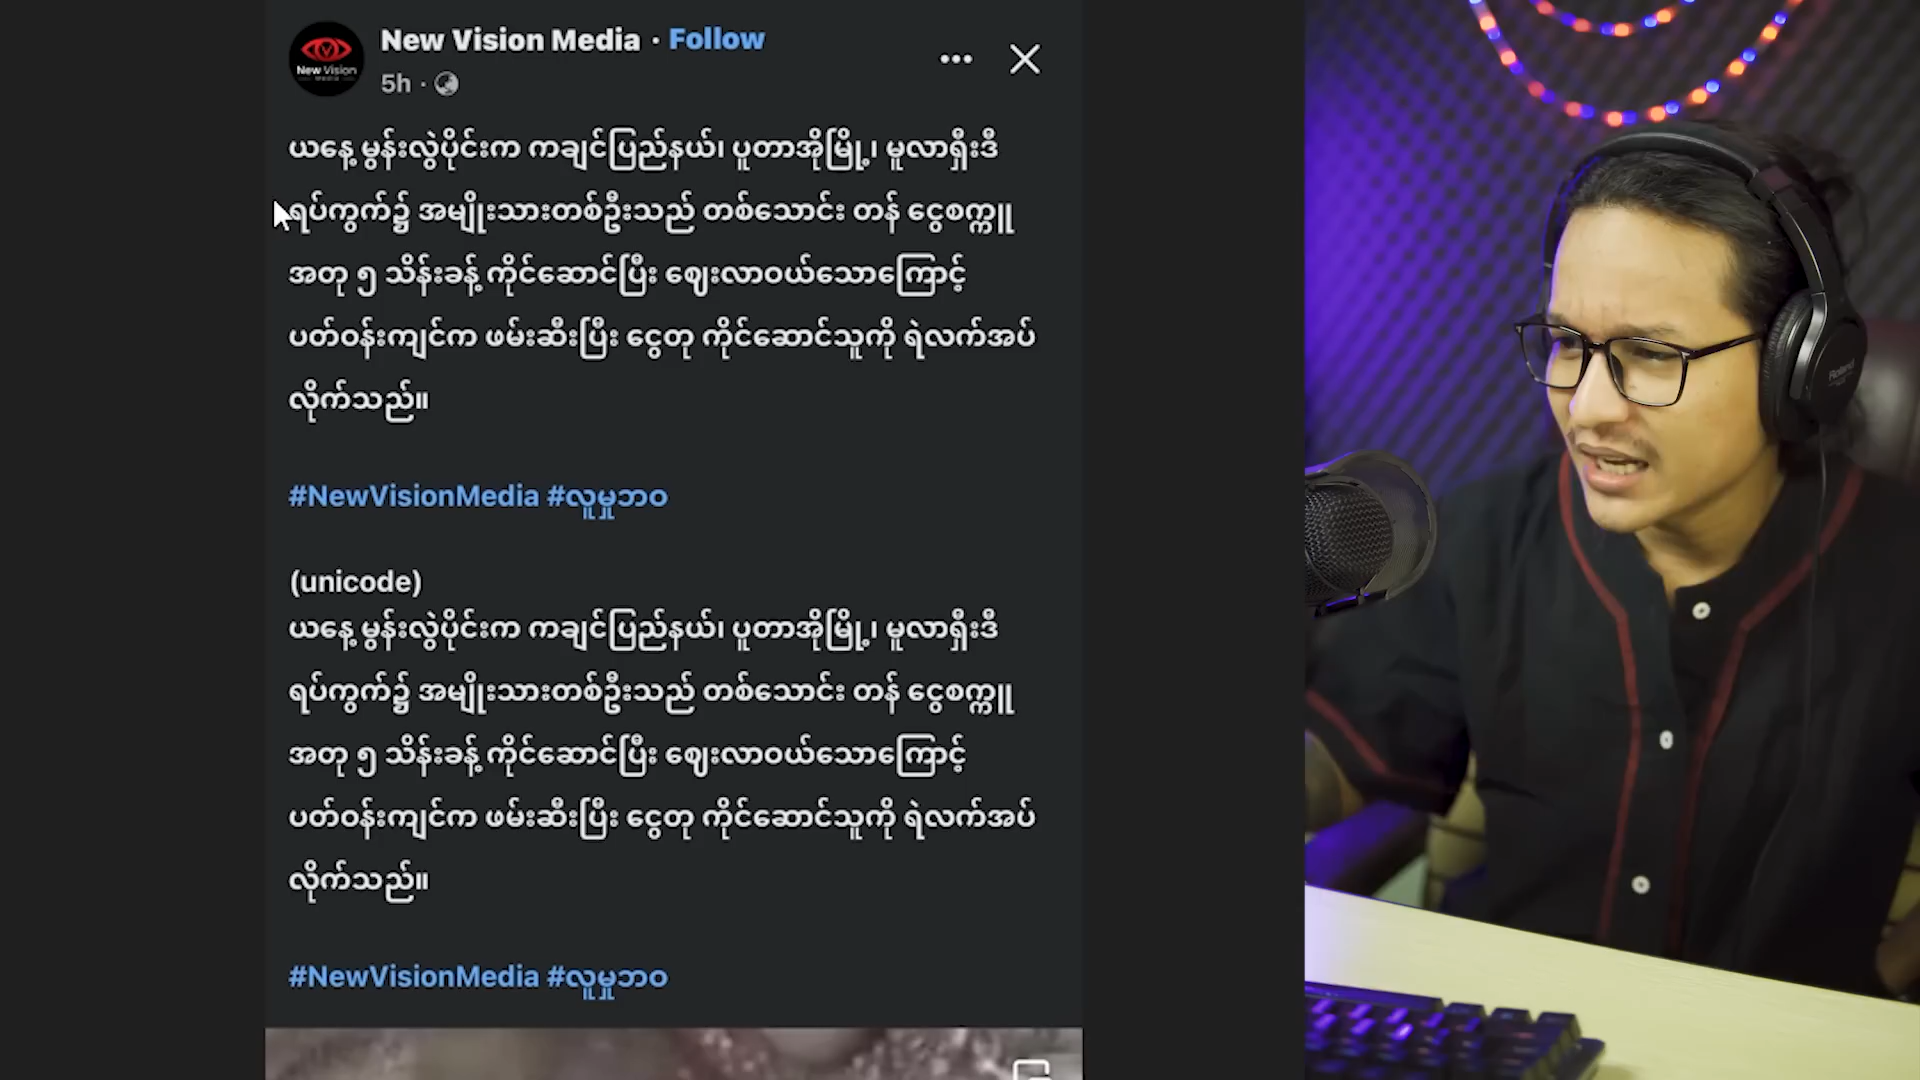 New Vision Media · Follow
New Vision
5h ·
ယနေ့ မွန်းလွဲပိုင်းက ကချင်ပြည်နယ်၊ ပူတာအိုမြို့၊ မူလာရှီးဒီ
ရပ်ကွက်၌ အမျိုးသားတစ်ဦးသည် တစ်သောင်း တန် ငွေစက္ကူ
အတု ၅ သိန်းခန့် ကိုင်ဆောင်ပြီး ဈေးလာဝယ်သောကြောင့်
ပတ်ဝန်းကျင်က ဖမ်းဆီးပြီး ငွေတု ကိုင်ဆောင်သူကို ရဲလက်အပ်
လိုက်သည်။
#NewVisionMedia #လူမှုဘဝ
(unicode)
ယနေ့ မွန်းလွဲပိုင်းက ကချင်ပြည်နယ်၊ ပူတာအိုမြို့၊ မူလာရှီးဒီ
ရပ်ကွက်၌ အမျိုးသားတစ်ဦးသည် တစ်သောင်း တန် ငွေစက္ကူ
အတု ၅ သိန်းခန့် ကိုင်ဆောင်ပြီး ဈေးလာဝယ်သောကြောင့်
ပတ်ဝန်းကျင်က ဖမ်းဆီးပြီး ငွေတု ကိုင်ဆောင်သူကို ရဲလက်အပ်
လိုက်သည်။
#NewVisionMedia #လူမှုဘဝ
Roland